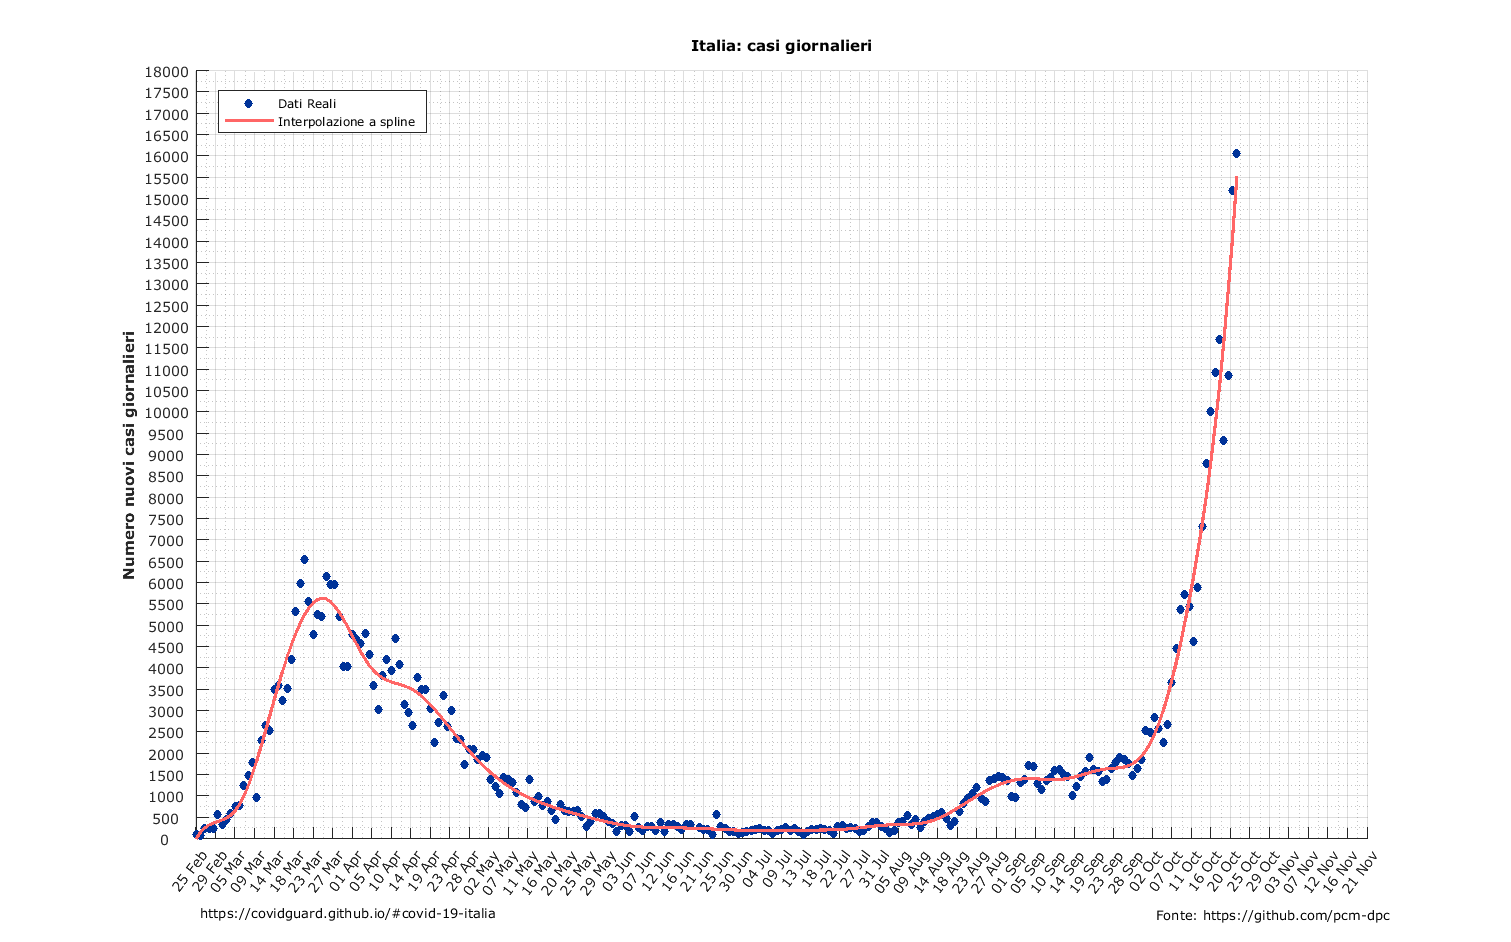 Italia: casi giornalieri
Dati Reali
Interpolazione a spline
Numero nuovi casi giornalieri
18000
17500
17000
16500
16000
15500
15000
14500
14000
13500
13000
12500
12000
11500
11000
10500
10000
9500
9000
8500
8000
7500
7000
6500
6000
5500
5000
4500
4000
3500
3000
2500
2000
1500
1000
500
0
25 Feb
29 Feb
05 Mar
09 Mar
14 Mar
18 Mar
23 Mar
27 Mar
01 Apr
05 Apr
10 Apr
14 Apr
19 Apr
23 Apr
28 Apr
02 May
07 May
11 May
16 May
20 May
25 May
29 May
03 Jun
07 Jun
12 Jun
16 Jun
21 Jun
25 Jun
30 Jun
04 Jul
09 Jul
13 Jul
18 Jul
22 Jul
27 Jul
31 Jul
05 Aug
09 Aug
14 Aug
18 Aug
23 Aug
27 Aug
01 Sep
05 Sep
10 Sep
14 Sep
19 Sep
23 Sep
28 Sep
02 Oct
07 Oct
11 Oct
16 Oct
20 Oct
25 Oct
29 Oct
03 Nov
07 Nov
12 Nov
16 Nov
21 Nov
https://covidguard.github.io/#covid-19-italia
Fonte: https://github.com/pcm-dpc